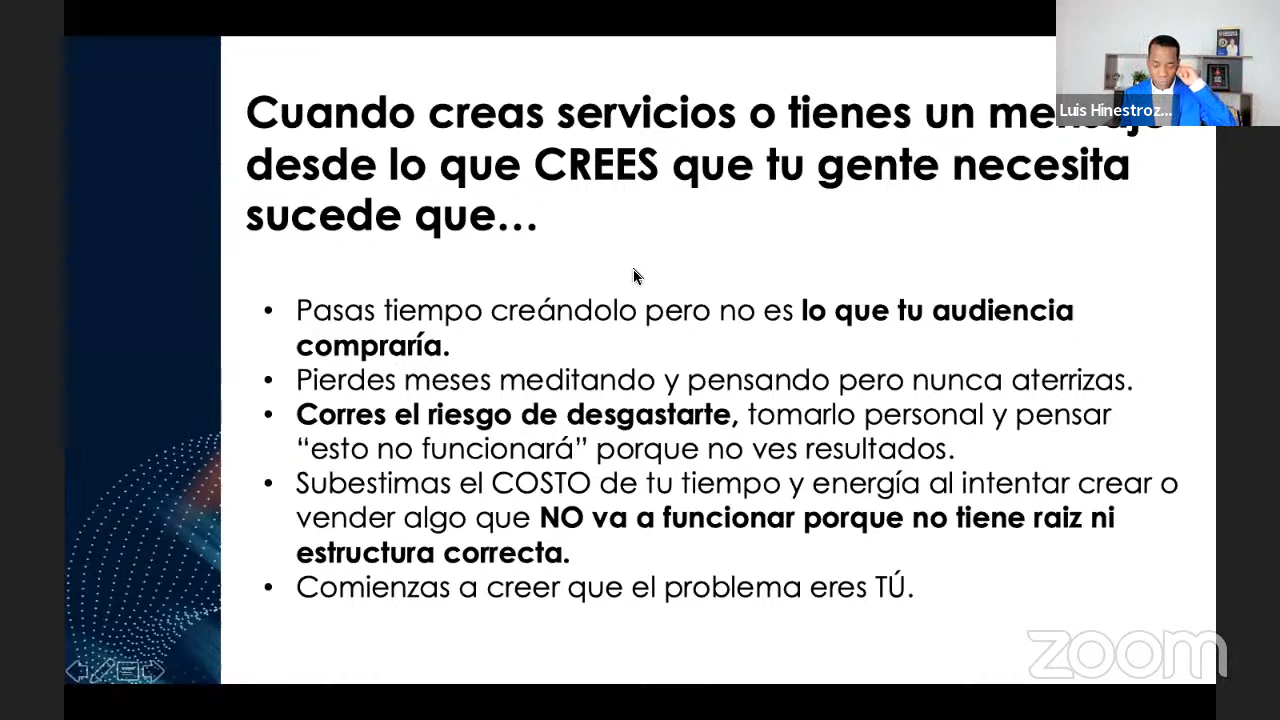 Cuando creas servicios o tienes un mensaje
desde lo que CREES que tu gente necesita
sucede que...
• Pasas tiempo creándolo pero no es lo que tu audiencia
compraría.
• Pierdes meses meditando y pensando pero nunca aterrizas.
• Corres el riesgo de desgastarte, tomarlo personal y pensar
“esto no funcionará” porque no ves resultados.
• Subestimas el COSTO de tu tiempo y energía al intentar crear o
vender algo que NO va a funcionar porque no tiene raiz ni
estructura correcta.
• Comienzas a creer que el problema eres TÚ.
Luis Hinestroz...
zoom